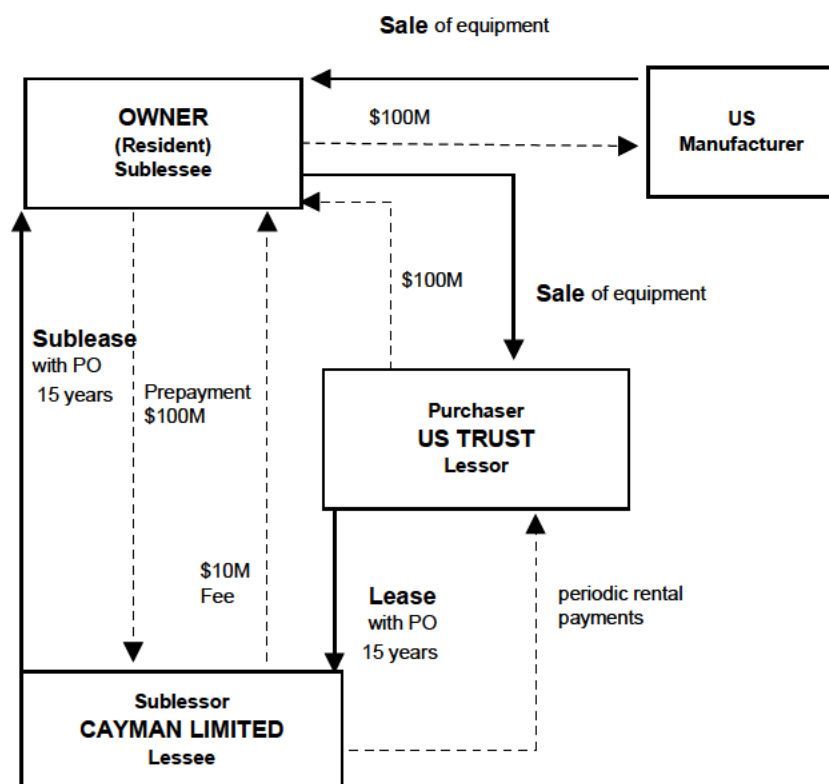 Sale of equipment
OWNER
(Resident)
Sublessee
$100M
US
Manufacturer
$100M
Sale of equipment
Sublease
with PO
15 years
Prepayment
$100M
Purchaser
US TRUST
Lessor
$10M
Fee
Lease
with PO
15 years
periodic rental
payments
Sublessor
CAYMAN LIMITED
Lessee